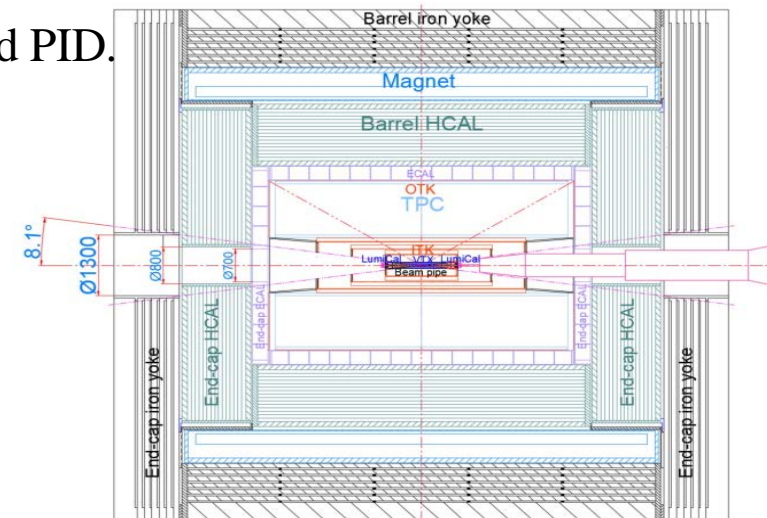 d PID.
Barrel iron yoke
Magnet
Barrel HCAL
ECAL
OTK
TPC
ITK
LumiCal VTX LumiCal
Beam pipe
8.1°
Ø1300
Ø800
Ø700
End-cap ECAL
End-cap ECAL
End-cap HCAL
End-cap HCAL
End-cap iron yoke
End-cap iron yoke